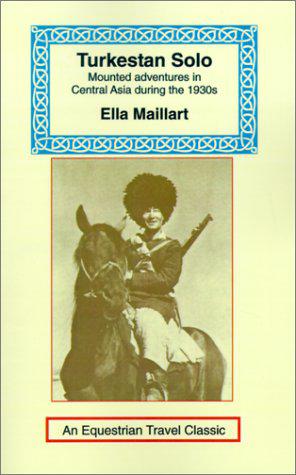 Turkestan Solo
Mounted adventures in
Central Asia during the 1930s
Ella Maillart
An Equestrian Travel Classic